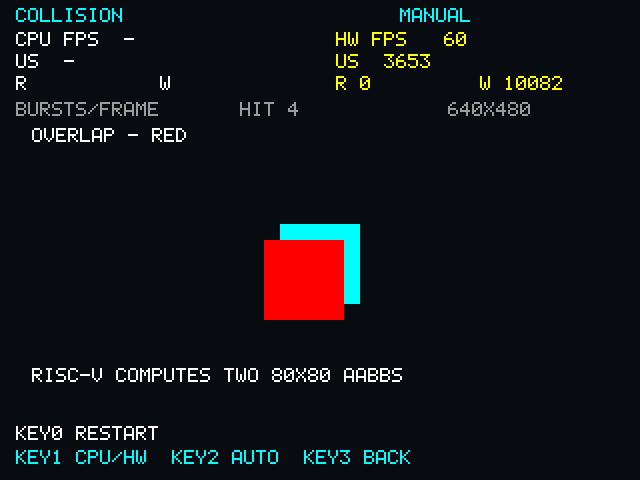 COLLISION MANUAL
CPU FPS - HW FPS 60
US - US 3653
R W R 0 W 10082
BURSTS/FRAME HIT 4 640X480
OVERLAP - RED
RISC-V COMPUTES TWO 80X80 AABBS
KEY0 RESTART
KEY1 CPU/HW KEY2 AUTO KEY3 BACK